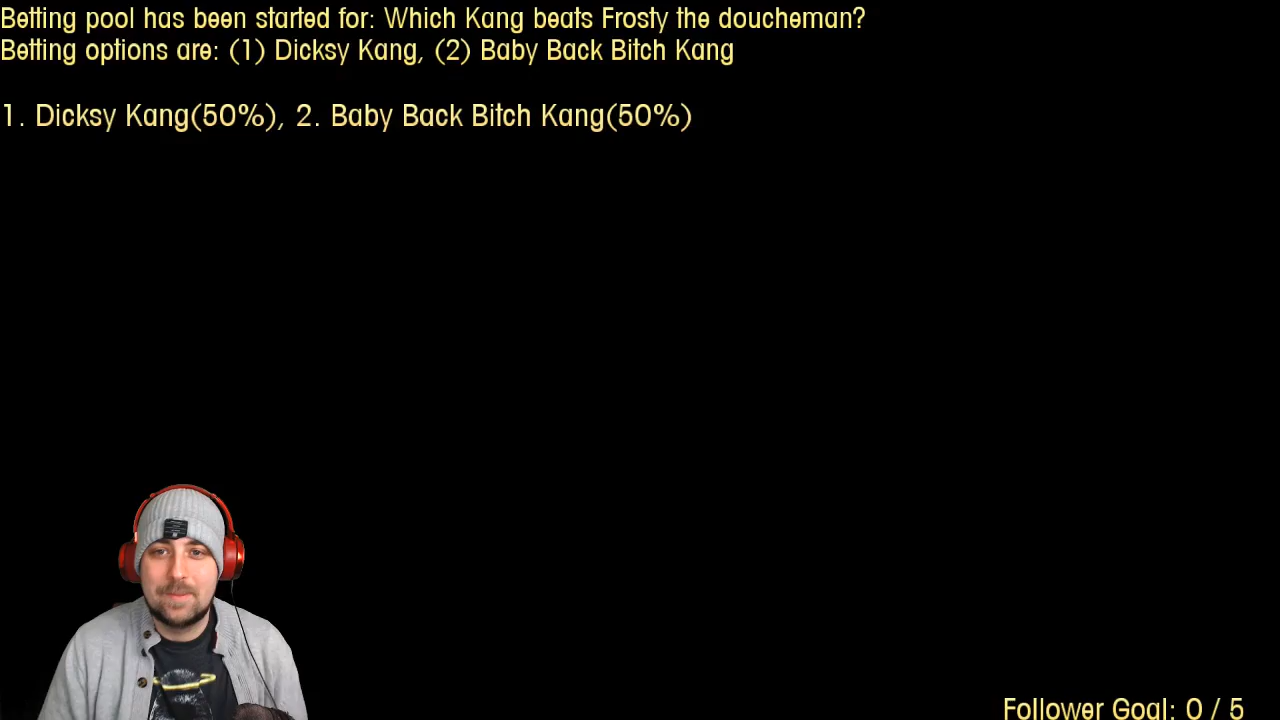 Betting pool has been started for: Which Kang beats Frosty the doucheman?
Betting options are: (1) Dicksy Kang, (2) Baby Back Bitch Kang
1. Dicksy Kang(50%), 2. Baby Back Bitch Kang(50%)
Follower Goal: 0 / 5